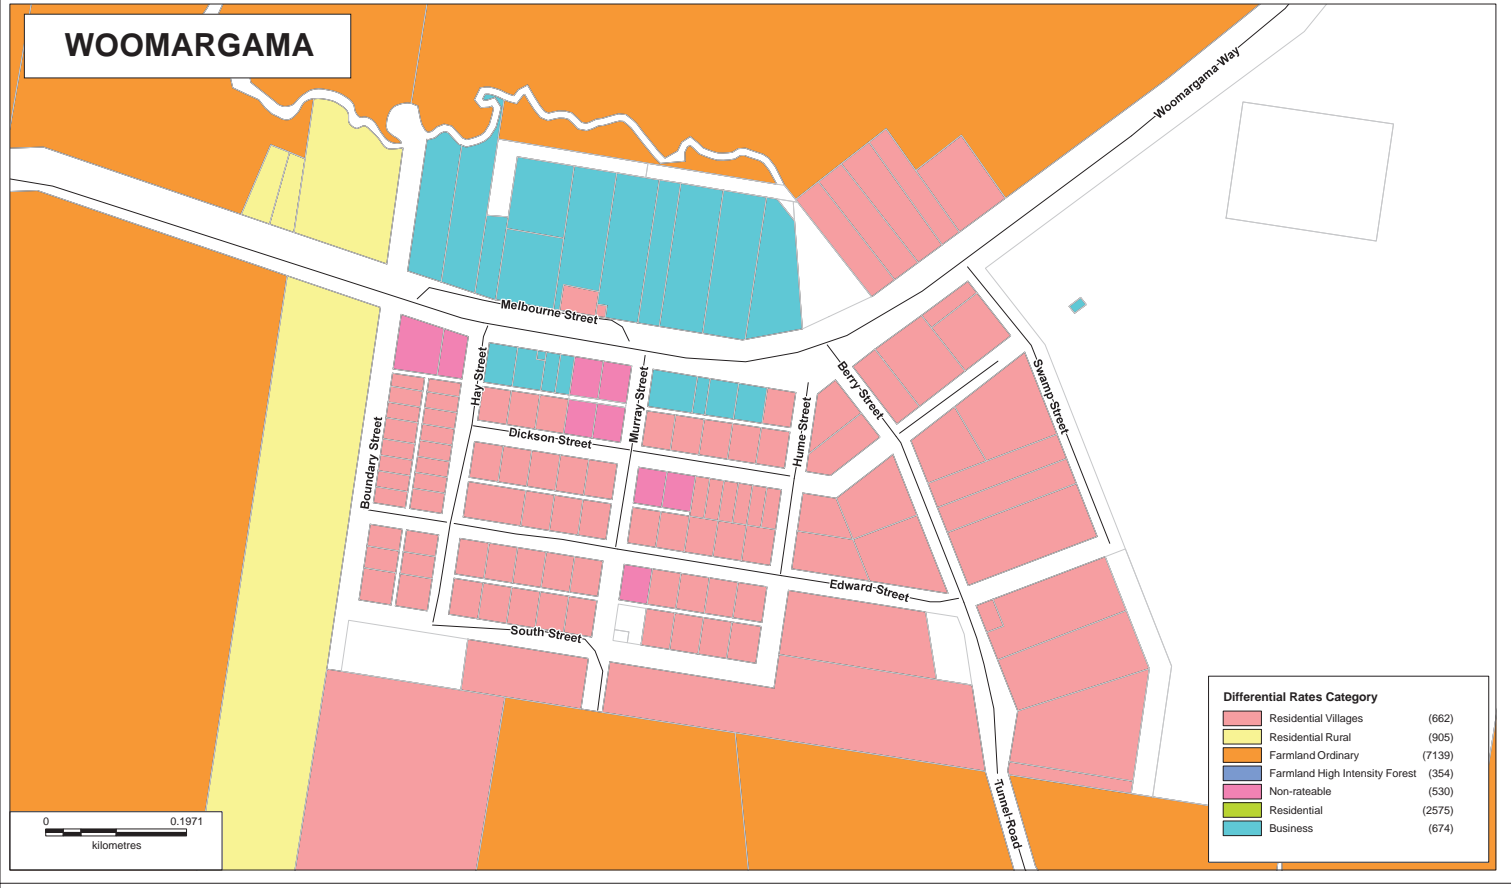 WOOMARGAMA
Woomargama Way
Melbourne Street
Hay Street
Murray Street
Berry Street
Swamp Street
Hume Street
Boundary Street
Dickson Street
Edward Street
South Street
Tunnel Road
Differential Rates Category
Residential Villages (662)
Residential Rural (905)
Farmland Ordinary (7139)
Farmland High Intensity Forest (354)
Non-rateable (530)
Residential (2575)
Business (674)
0 0.1971
kilometres